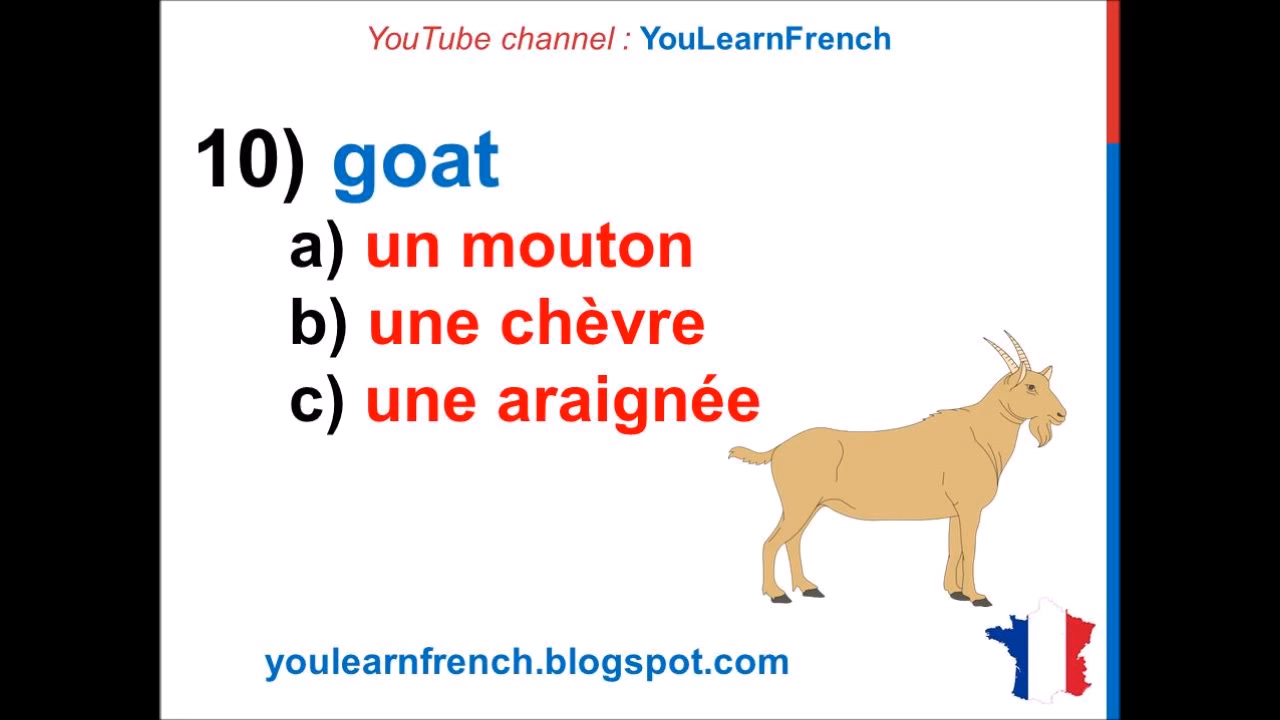 YouTube channel : YouLearnFrench
10) goat
a) un mouton
b) une chèvre
c) une araignée
youlearnfrench.blogspot.com